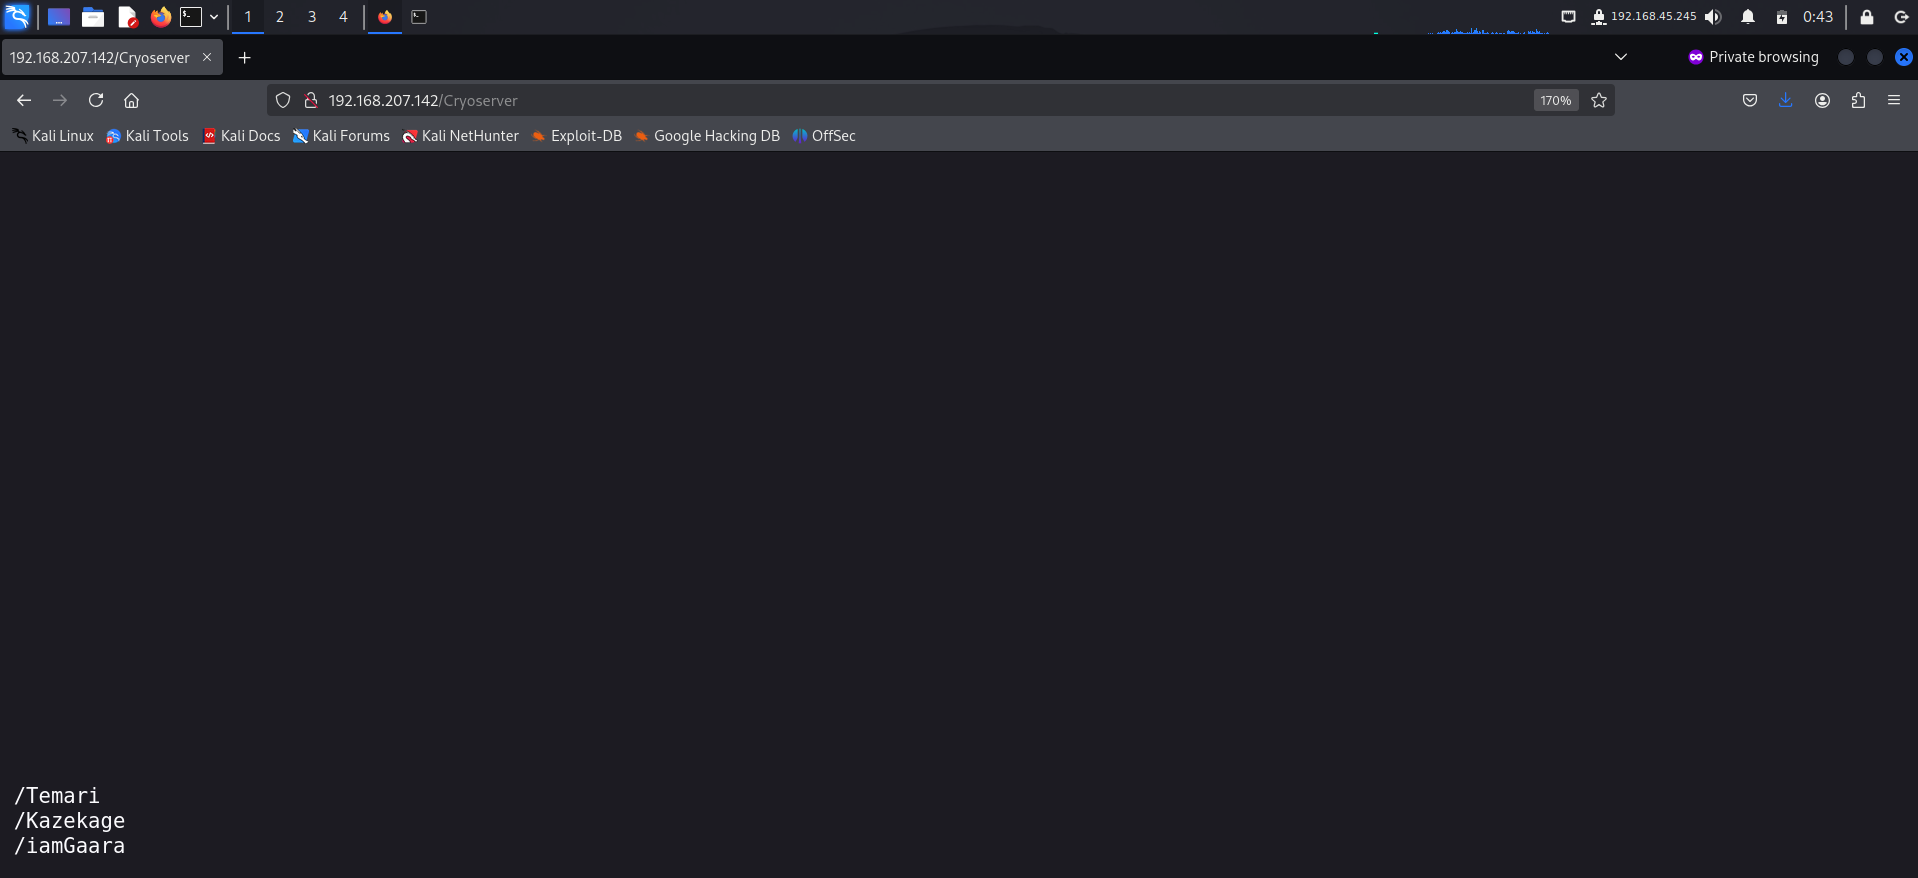 1 2 3 4 192.168.45.245 0:43
192.168.207.142/Cryoserver Private browsing
192.168.207.142/Cryoserver 170%
Kali Linux Kali Tools Kali Docs Kali Forums Kali NetHunter Exploit-DB Google Hacking DB OffSec
/Temari
/Kazekage
/iamGaara